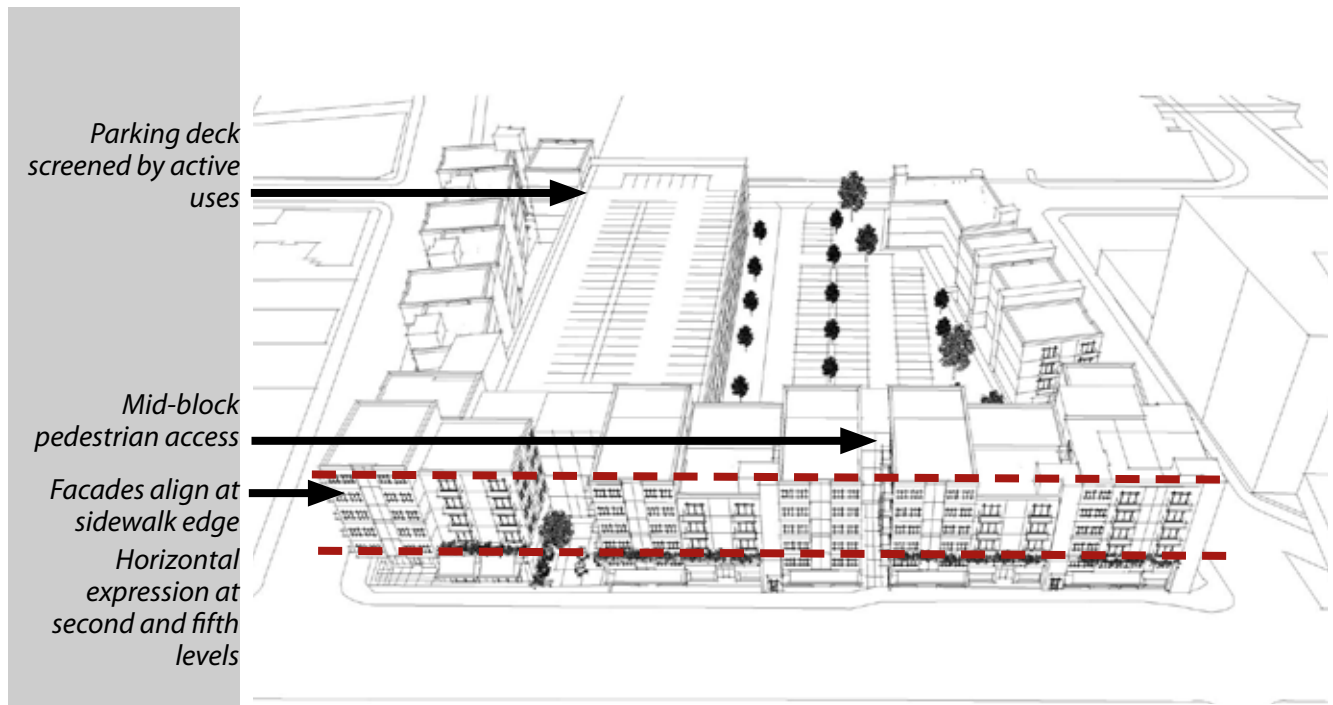 Parking deck
screened by active
uses
Mid-block
pedestrian access
Facades align at
sidewalk edge
Horizontal
expression at
second and fifth
levels